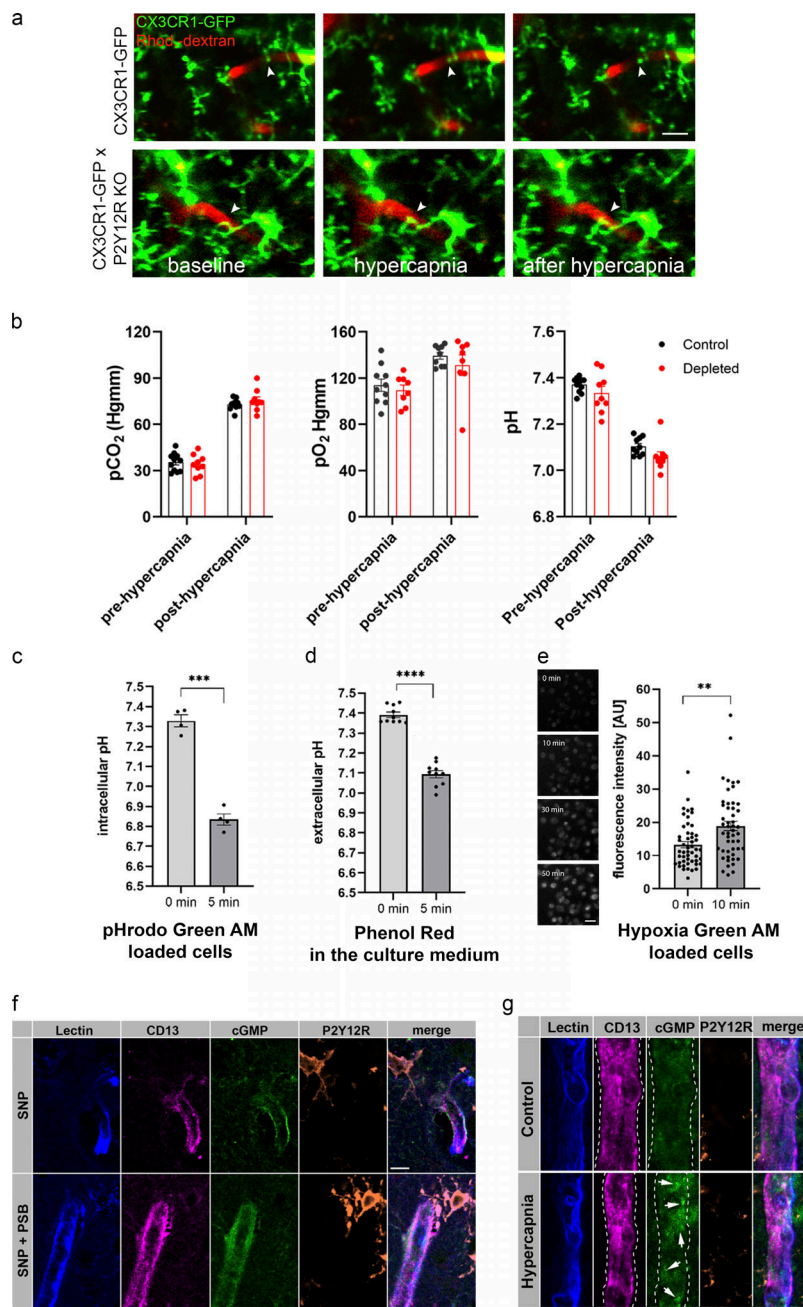 a
CX3CR1-GFP
Rhod. dextran
CX3CR1-GFP
CX3CR1-GFP x
P2Y12R KO
baseline
hypercapnia
after hypercapnia
b
pCO2 (Hgmm)
120
90
60
30
0
pre-hypercapnia
post-hypercapnia
pO2 Hgmm
160
120
80
40
0
pre-hypercapnia
post-hypercapnia
pH
7.6
7.4
7.2
7.0
6.8
Pre-hypercapnia
Post-hypercapnia
Control
Depleted
c
intracellular pH
7.5
7.4
7.3
7.2
7.1
7.0
6.9
6.8
6.7
6.6
6.5
***
0 min
5 min
pHrodo Green AM
loaded cells
d
extracellular pH
7.5
7.4
7.3
7.2
7.1
7.0
6.9
6.8
6.7
6.6
6.5
****
0 min
5 min
Phenol Red
in the culture medium
e
0 min
10 min
30 min
50 min
fluorescence intensity [AU]
60
50
40
30
20
10
0
**
0 min
10 min
Hypoxia Green AM
loaded cells
f
Lectin
CD13
cGMP
P2Y12R
merge
SNP
SNP + PSB
g
Lectin
CD13
cGMP
P2Y12R
merge
Control
Hypercapnia